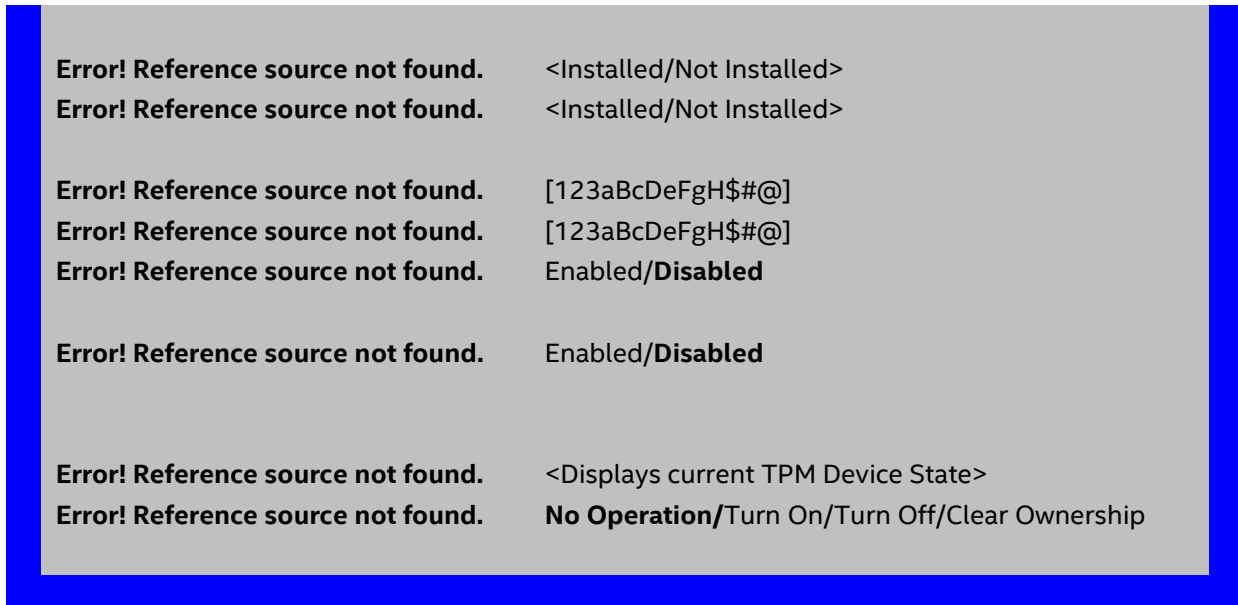 Error! Reference source not found. <Installed/Not Installed>
Error! Reference source not found. <Installed/Not Installed>
Error! Reference source not found. [123aBcDeFgH$#@]
Error! Reference source not found. [123aBcDeFgH$#@]
Error! Reference source not found. Enabled/Disabled
Error! Reference source not found. Enabled/Disabled
Error! Reference source not found. <Displays current TPM Device State>
Error! Reference source not found. No Operation/Turn On/Turn Off/Clear Ownership